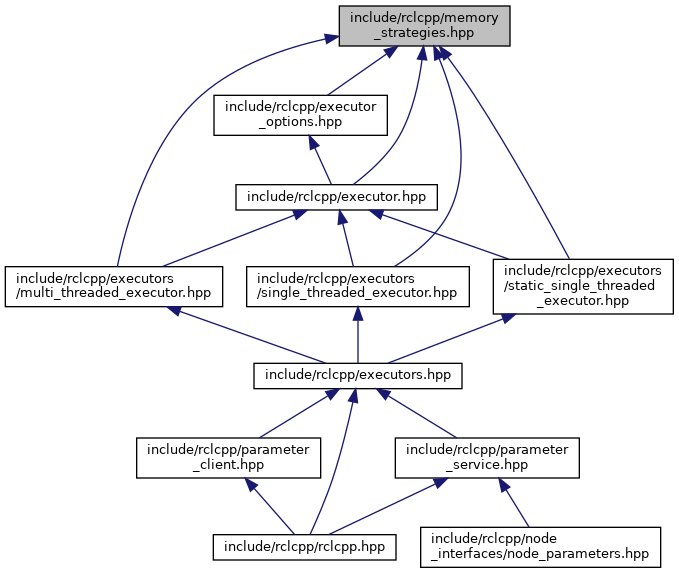 include/rclcpp/memory
_strategies.hpp
include/rclcpp/executor
_options.hpp
include/rclcpp/executor.hpp
include/rclcpp/executors
/multi_threaded_executor.hpp
include/rclcpp/executors
/single_threaded_executor.hpp
include/rclcpp/executors
/static_single_threaded
_executor.hpp
include/rclcpp/executors.hpp
include/rclcpp/parameter
_client.hpp
include/rclcpp/parameter
_service.hpp
include/rclcpp/rclcpp.hpp
include/rclcpp/node
_interfaces/node_parameters.hpp